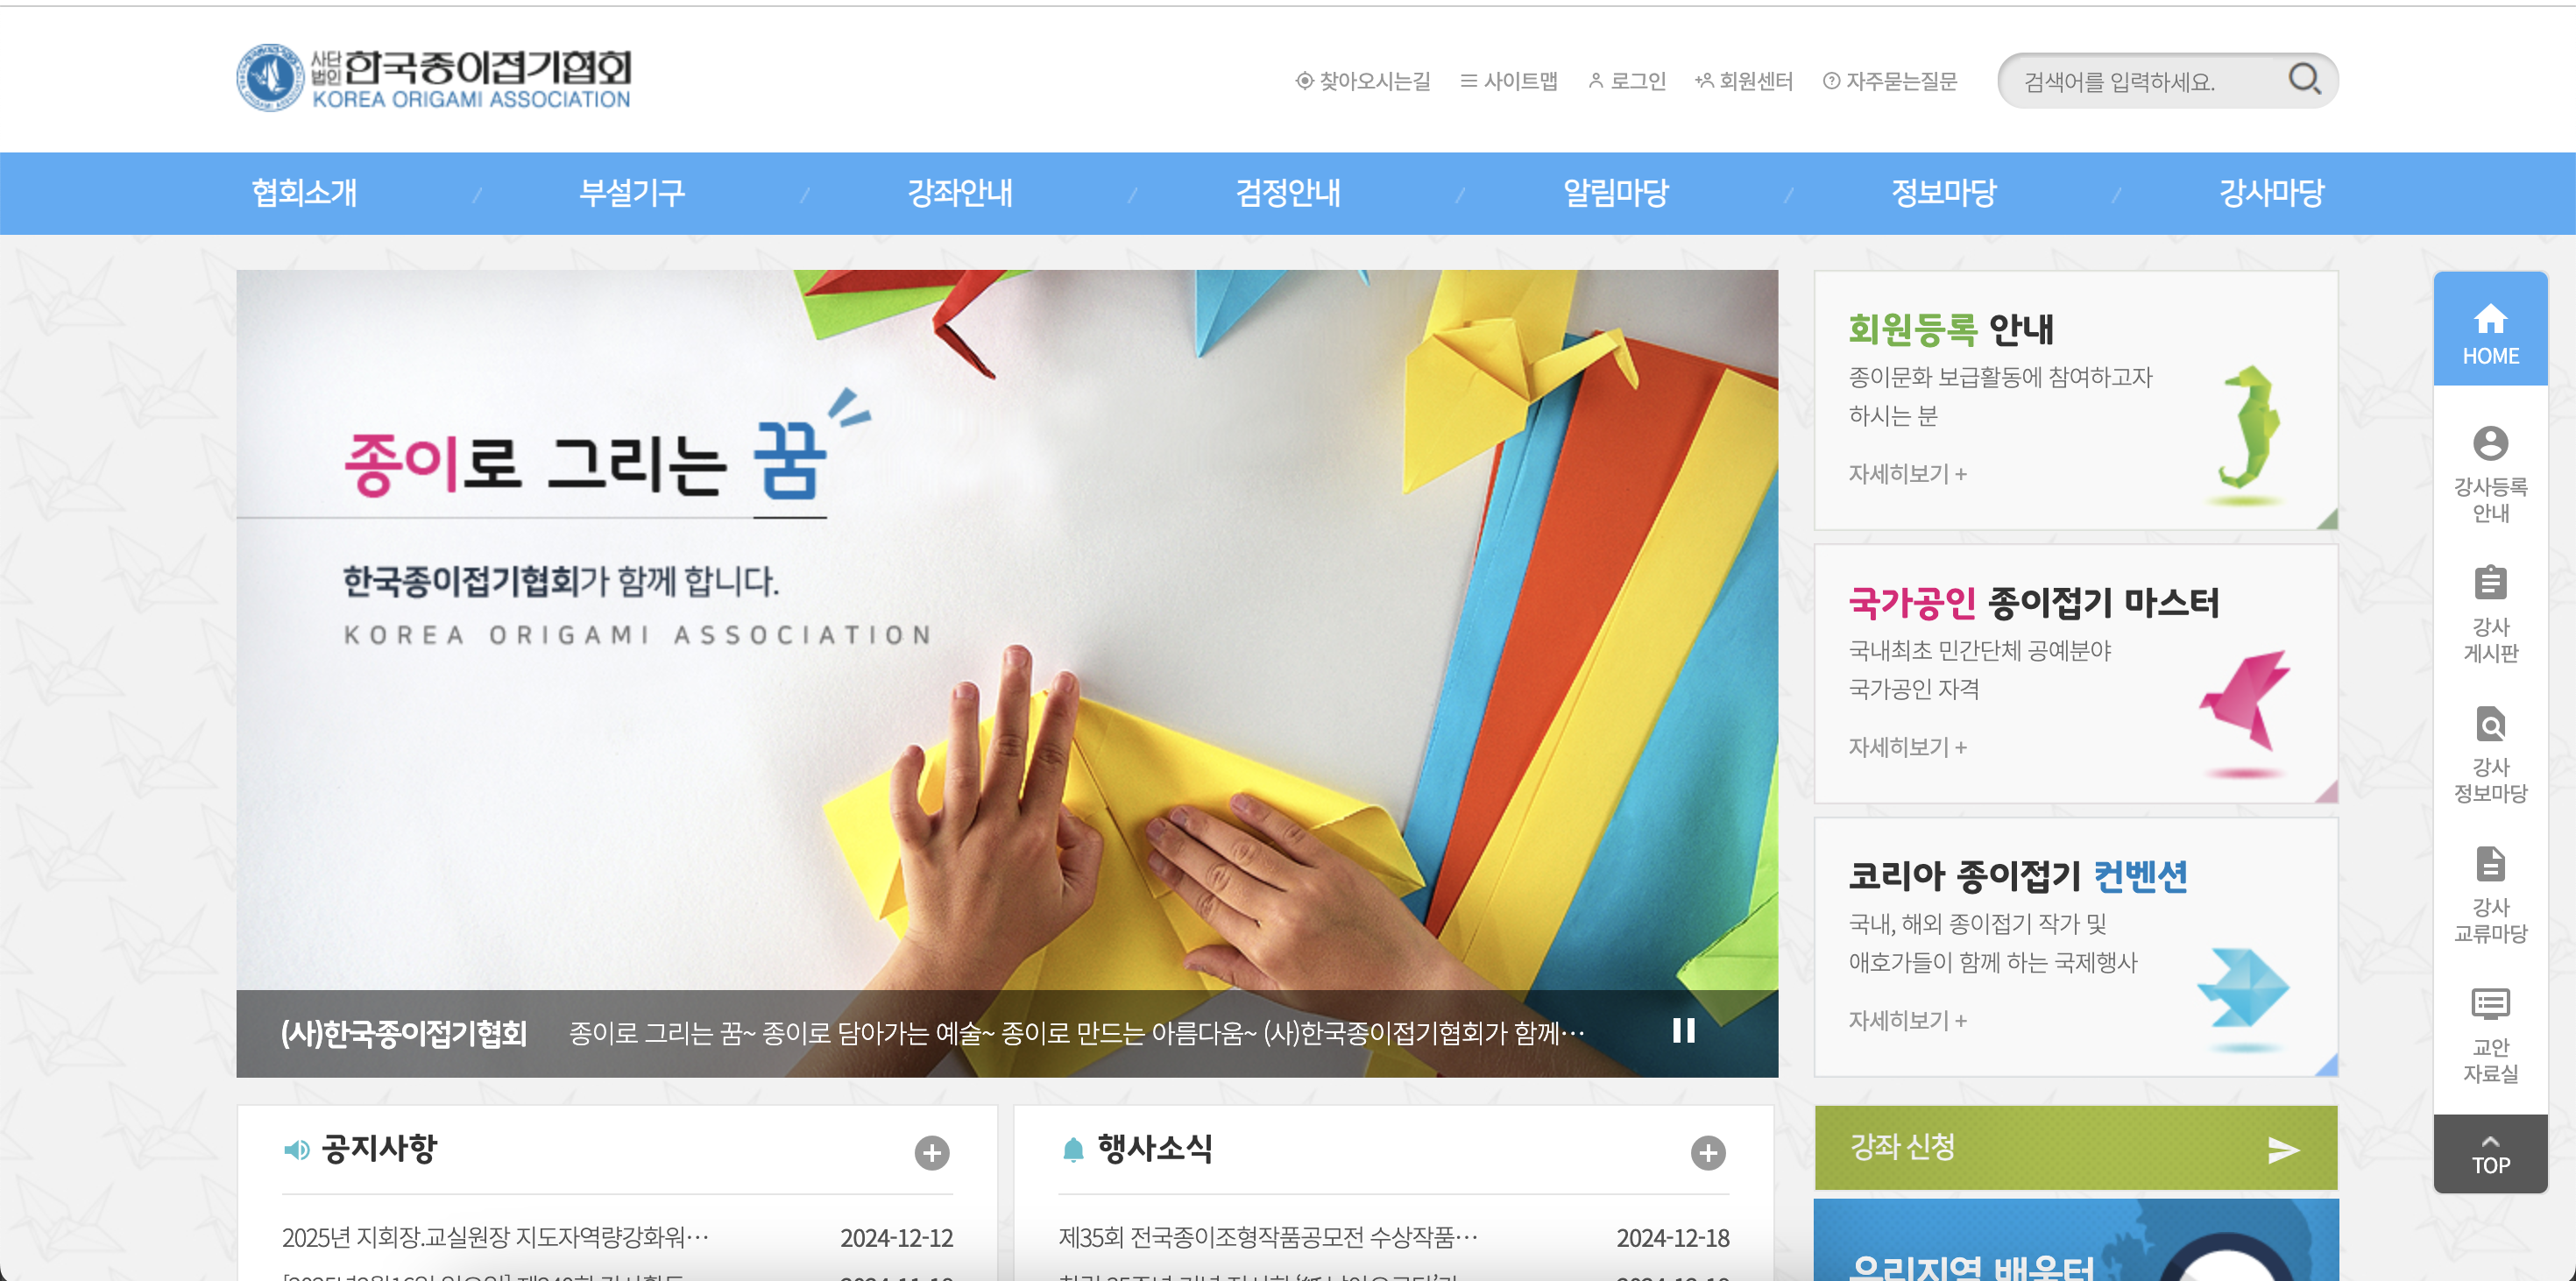 사단
법인 한국종이접기협회
KOREA ORIGAMI ASSOCIATION
찾아오시는길 사이트맵 로그인 회원센터 자주묻는질문 검색어를 입력하세요.
협회소개 / 부설기구 / 강좌안내 / 검정안내 / 알림마당 / 정보마당 / 강사마당
종이로 그리는 꿈
한국종이접기협회가 함께 합니다.
KOREA ORIGAMI ASSOCIATION
(사)한국종이접기협회 종이로 그리는 꿈~ 종이로 담아가는 예술~ 종이로 만드는 아름다움~ (사)한국종이접기협회가 함께…
회원등록 안내
종이문화 보급활동에 참여하고자
하시는 분
자세히보기 +
국가공인 종이접기 마스터
국내최초 민간단체 공예분야
국가공인 자격
자세히보기 +
코리아 종이접기 컨벤션
국내, 해외 종이접기 작가 및
애호가들이 함께 하는 국제행사
자세히보기 +
HOME
강사등록
안내
강사
게시판
강사
정보마당
강사
교류마당
교안
자료실
TOP
공지사항
2025년 지회장.교실원장 지도자역량강화워… 2024-12-12
행사소식
제35회 전국종이조형작품공모전 수상작품… 2024-12-18
강좌 신청
우리지역 배움터